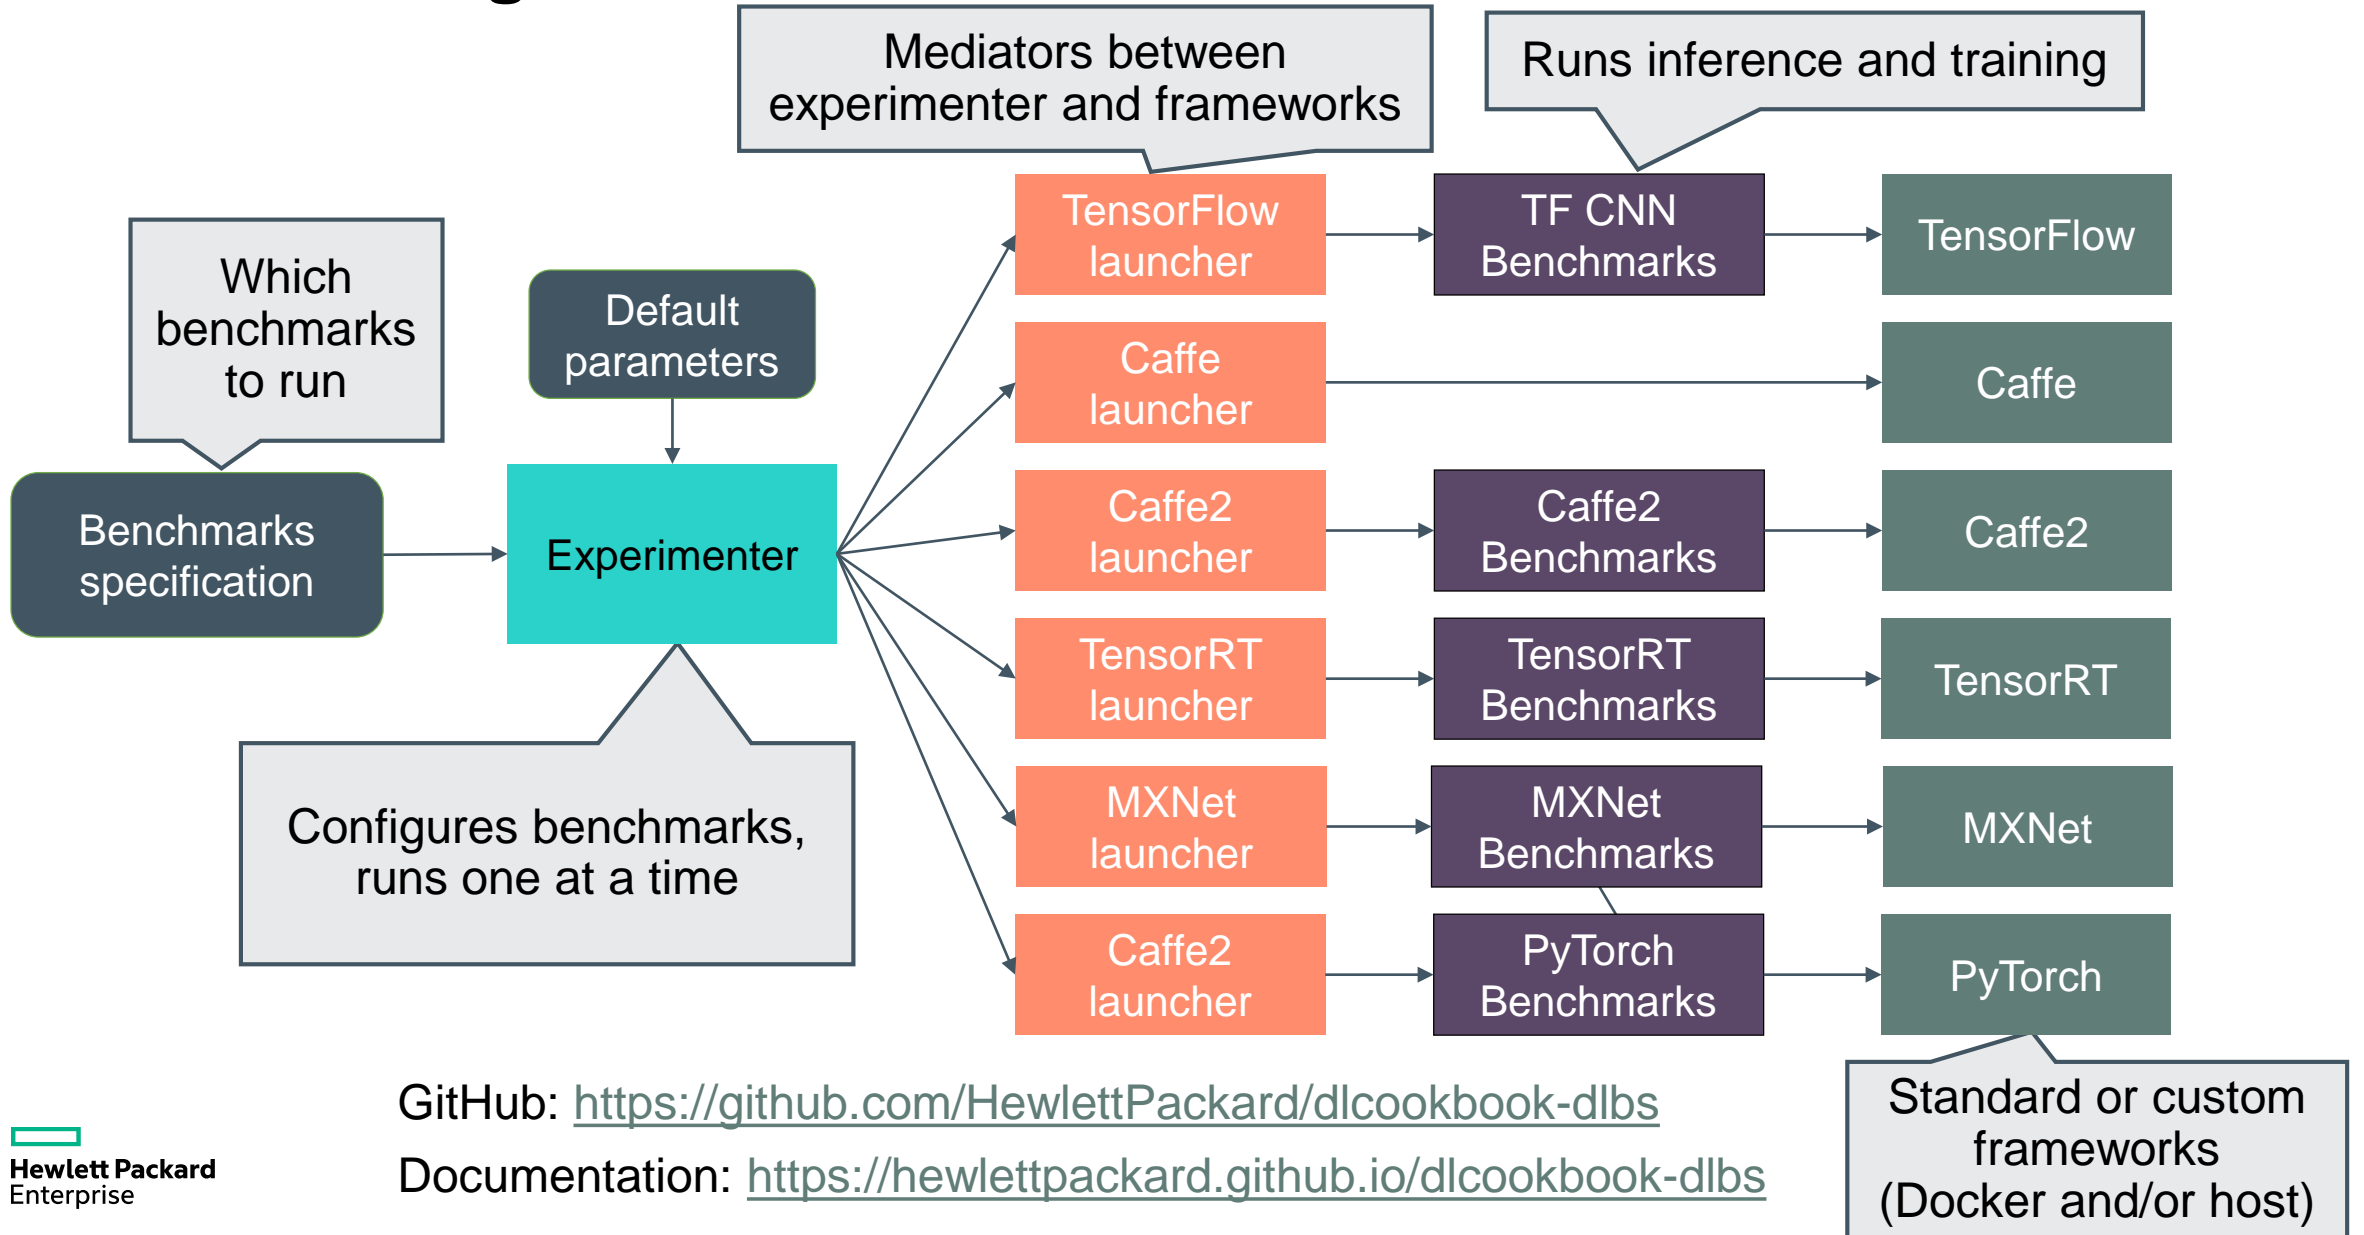 Mediators between
experimenter and frameworks
Runs inference and training
Which
benchmarks
to run
Default
parameters
Benchmarks
specification
Experimenter
Configures benchmarks,
runs one at a time
TensorFlow
launcher
TF CNN
Benchmarks
TensorFlow
Caffe
launcher
Caffe
Caffe2
launcher
Caffe2
Benchmarks
Caffe2
TensorRT
launcher
TensorRT
Benchmarks
TensorRT
MXNet
launcher
MXNet
Benchmarks
MXNet
Caffe2
launcher
PyTorch
Benchmarks
PyTorch
Standard or custom
frameworks
(Docker and/or host)
GitHub: https://github.com/HewlettPackard/dlcookbook-dlbs
Documentation: https://hewlettpackard.github.io/dlcookbook-dlbs
Hewlett Packard
Enterprise